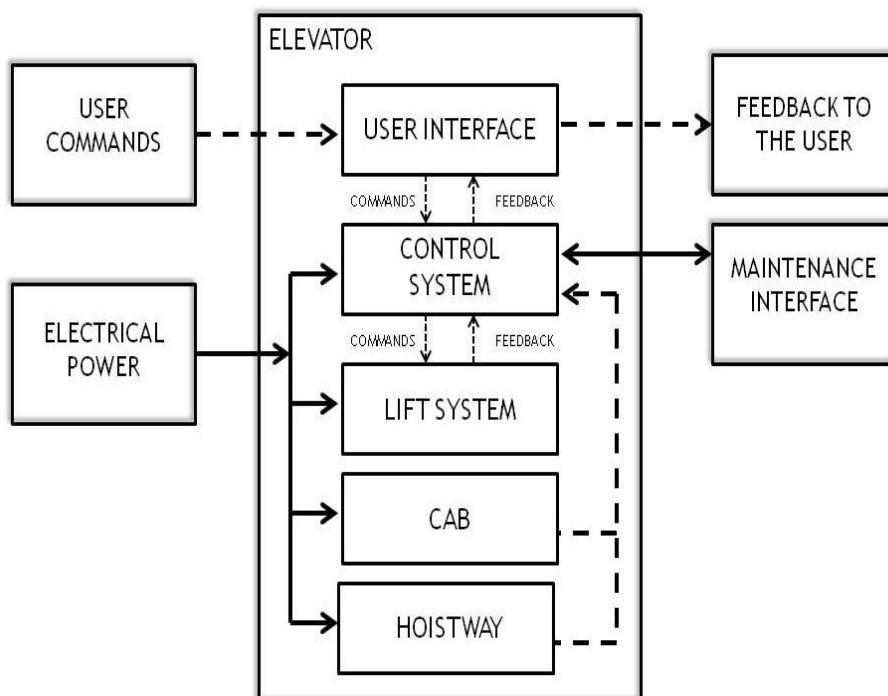 ELEVATOR
USER
COMMANDS
USER INTERFACE
FEEDBACK TO
THE USER
COMMANDS
FEEDBACK
CONTROL
SYSTEM
MAINTENANCE
INTERFACE
ELECTRICAL
POWER
COMMANDS
FEEDBACK
LIFT SYSTEM
CAB
HOISTWAY